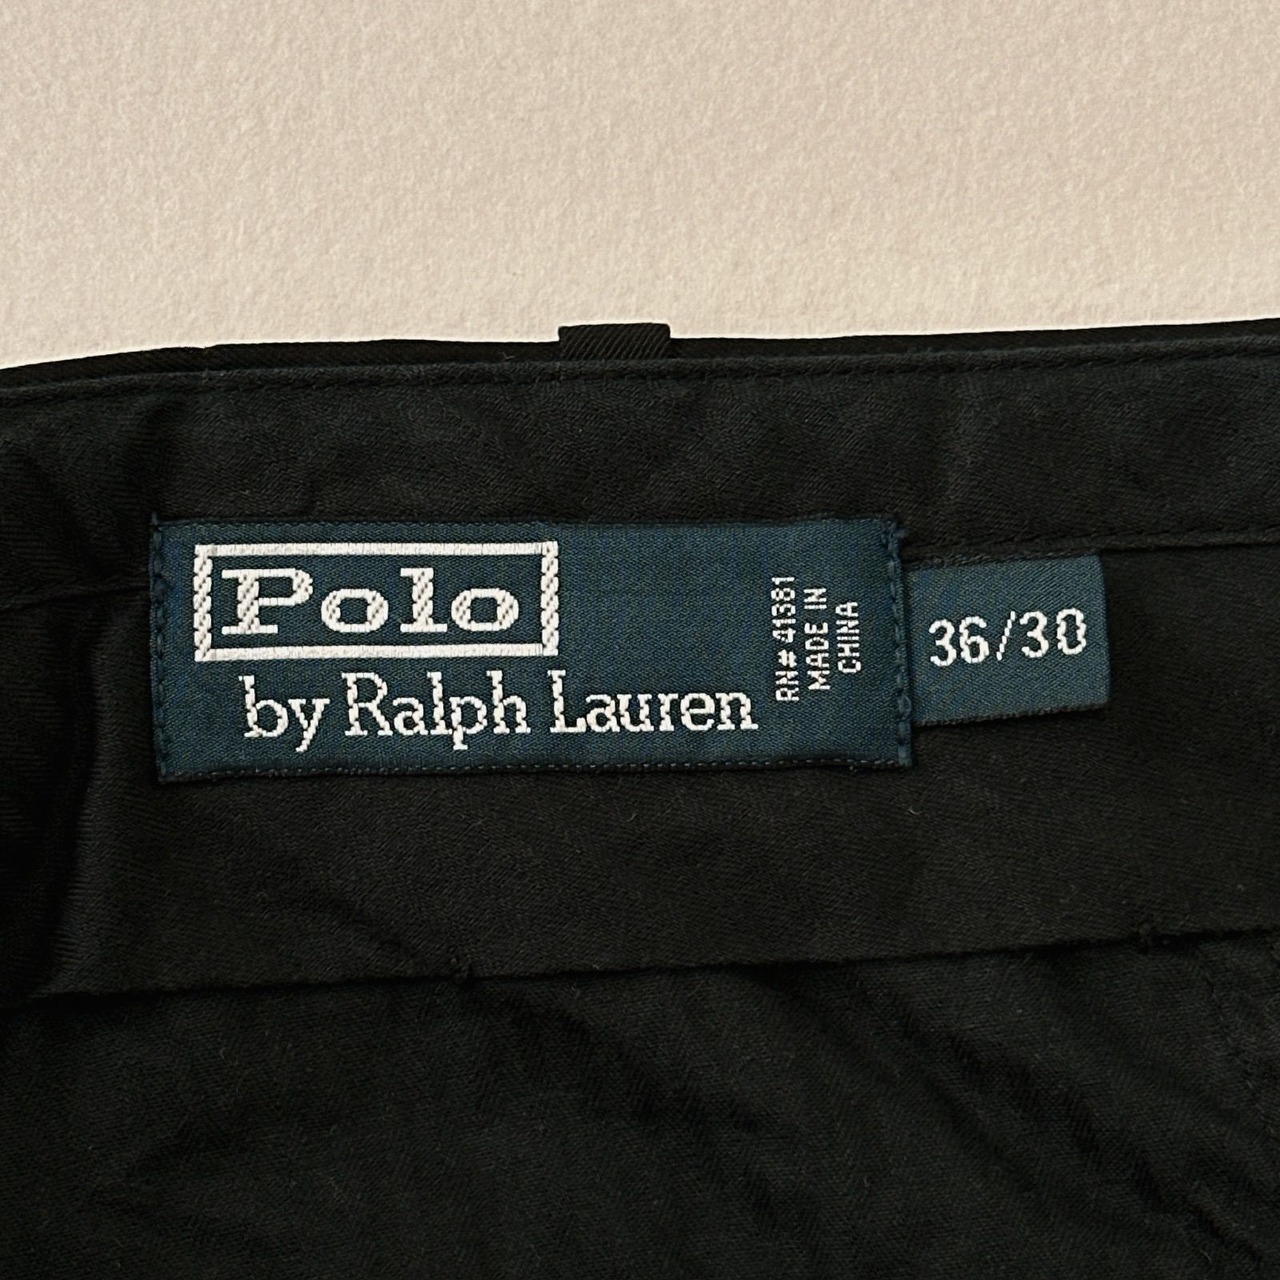 Polo
by Ralph Lauren
RN# 41381
MADE IN
CHINA
36/30